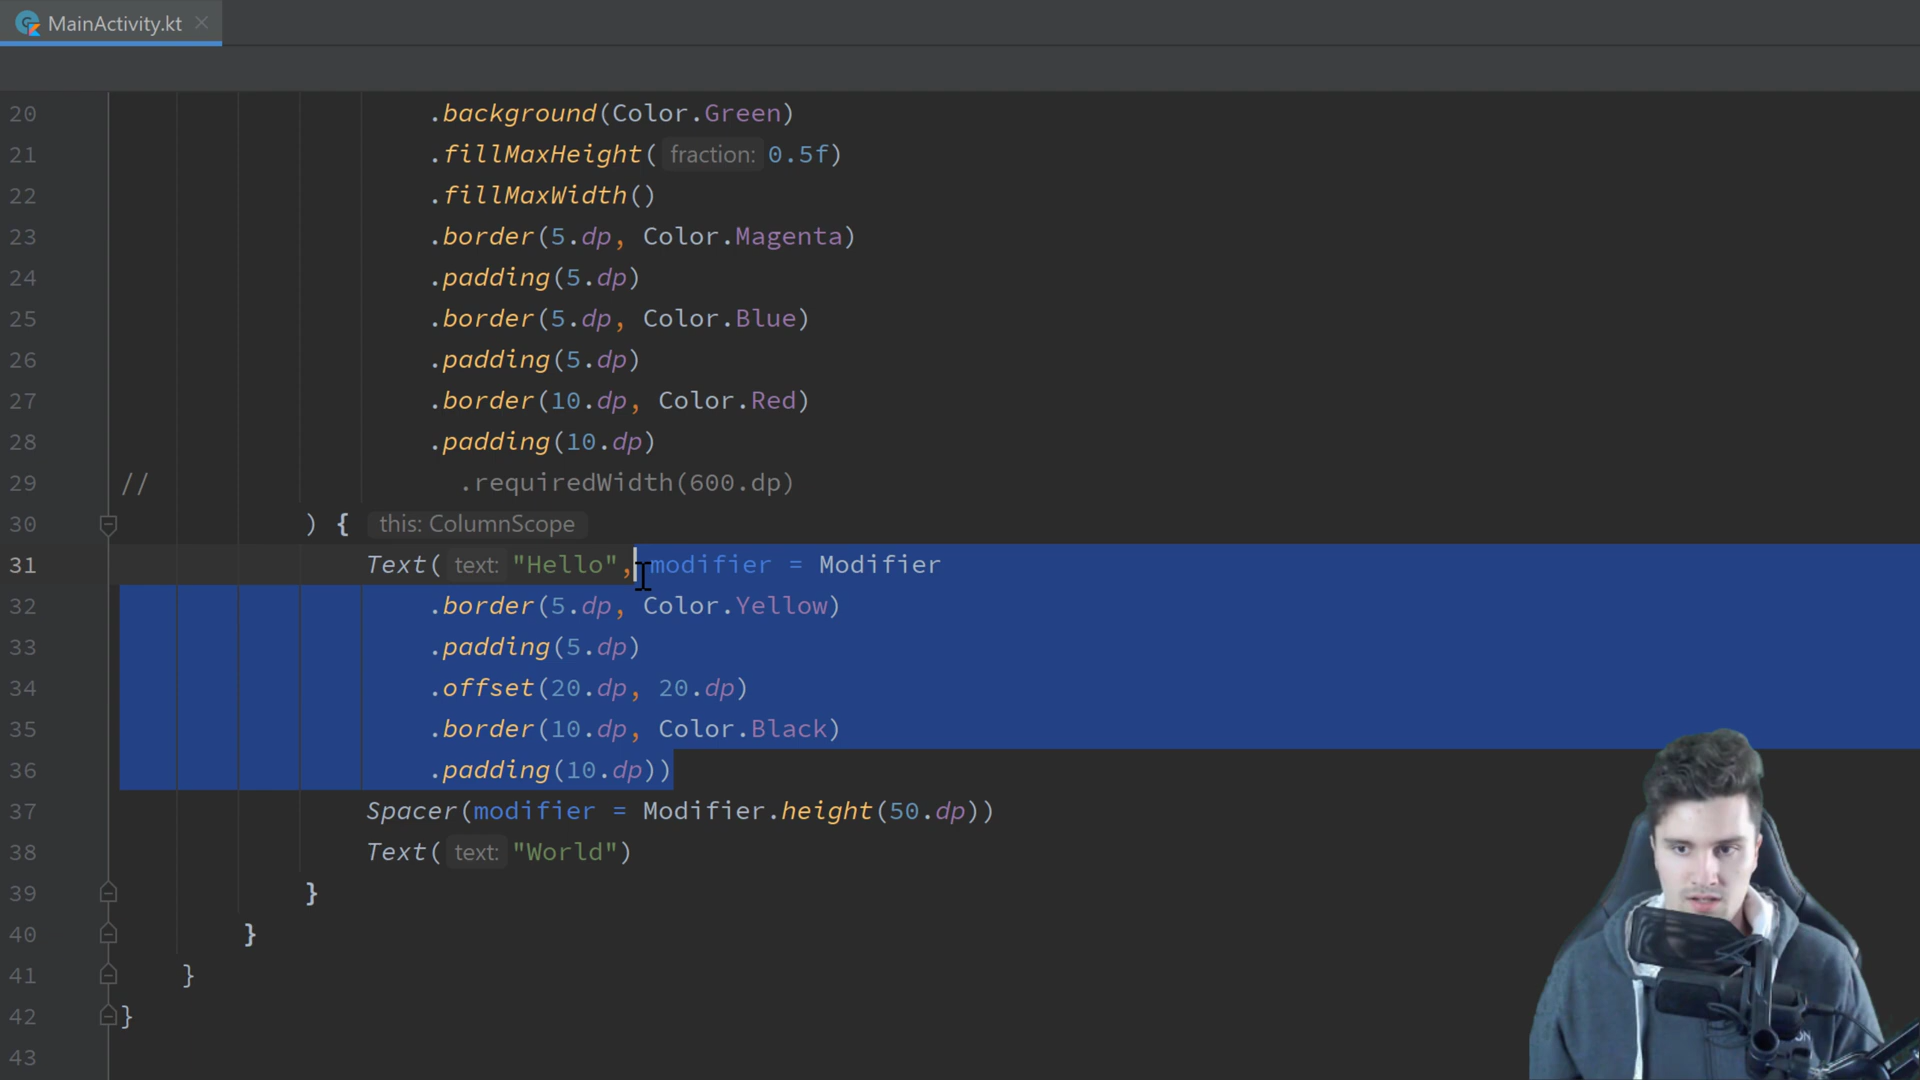 MainActivity.kt
20 .background(Color.Green)
21 .fillMaxHeight( fraction: 0.5f)
22 .fillMaxWidth()
23 .border(5.dp, Color.Magenta)
24 .padding(5.dp)
25 .border(5.dp, Color.Blue)
26 .padding(5.dp)
27 .border(10.dp, Color.Red)
28 .padding(10.dp)
29 // .requiredWidth(600.dp)
30 ) { this: ColumnScope
31 Text( text: "Hello", modifier = Modifier
32 .border(5.dp, Color.Yellow)
33 .padding(5.dp)
34 .offset(20.dp, 20.dp)
35 .border(10.dp, Color.Black)
36 .padding(10.dp))
37 Spacer(modifier = Modifier.height(50.dp))
38 Text( text: "World")
39 }
40 }
41 }
42 }
43